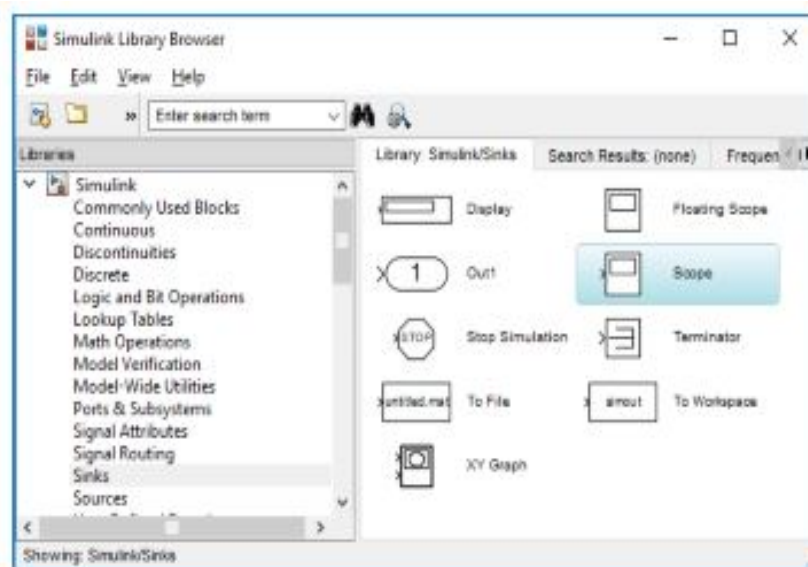 Simulink Library Browser
File Edit View Help
» Enter search term
Libraries
Simulink
Commonly Used Blocks
Continuous
Discontinuities
Discrete
Logic and Bit Operations
Lookup Tables
Math Operations
Model Verification
Model-Wide Utilities
Ports & Subsystems
Signal Attributes
Signal Routing
Sinks
Sources
Library: Simulink/Sinks Search Results: (none) Frequen
Display Floating Scope
1 Out1 Scope
STOP Stop Simulation Terminator
untitled.mat To File simout To Workspace
XY Graph
Showing: Simulink/Sinks